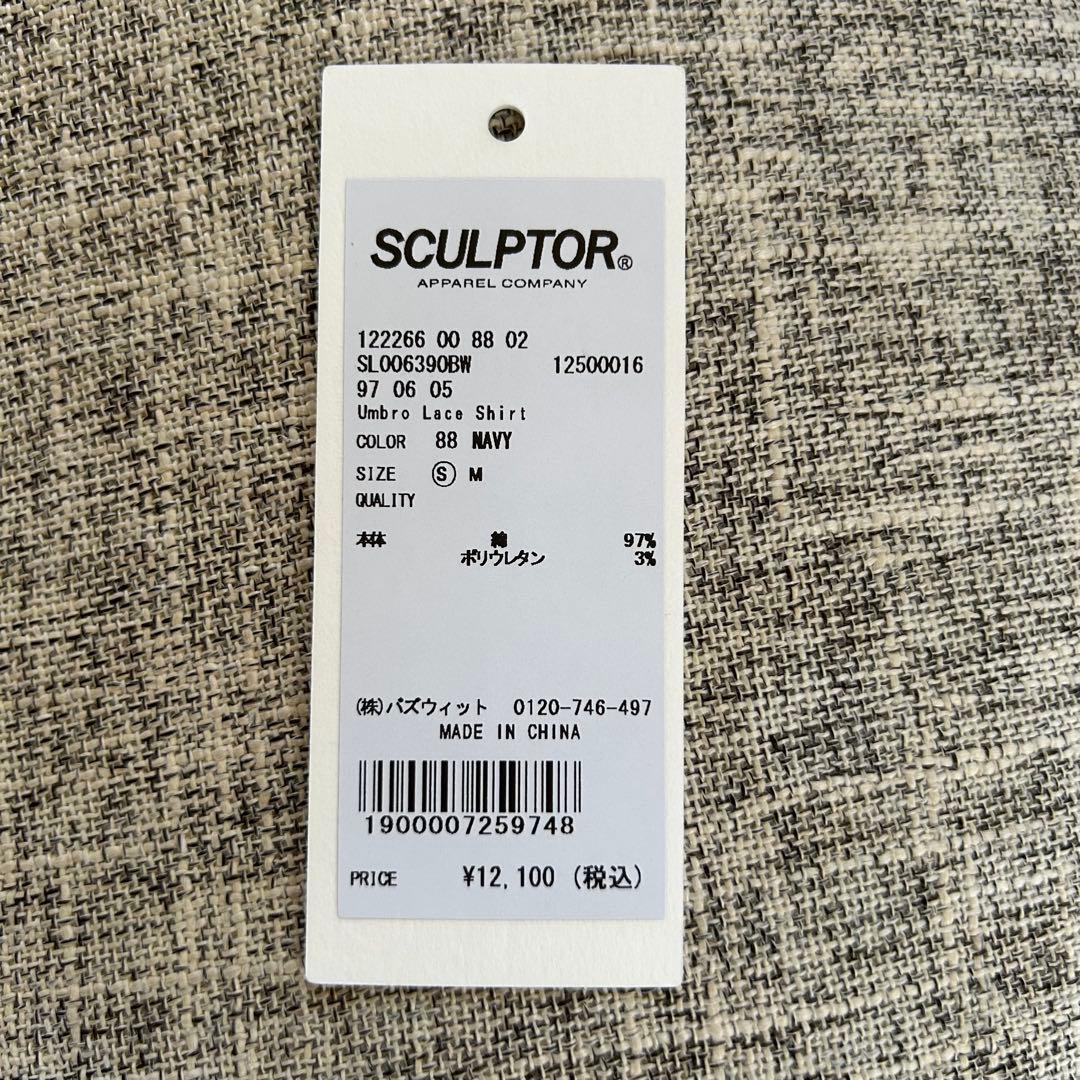 SCULPTOR®
APPAREL COMPANY
122266 00 88 02
SL006390BW 12500016
97 06 05
Umbro Lace Shirt
COLOR 88 NAVY
SIZE Ⓢ M
QUALITY
本体 綿 97%
ポリウレタン 3%
(株)バズウィット 0120-746-497
MADE IN CHINA
1900007259748
PRICE ¥12,100 (税込)